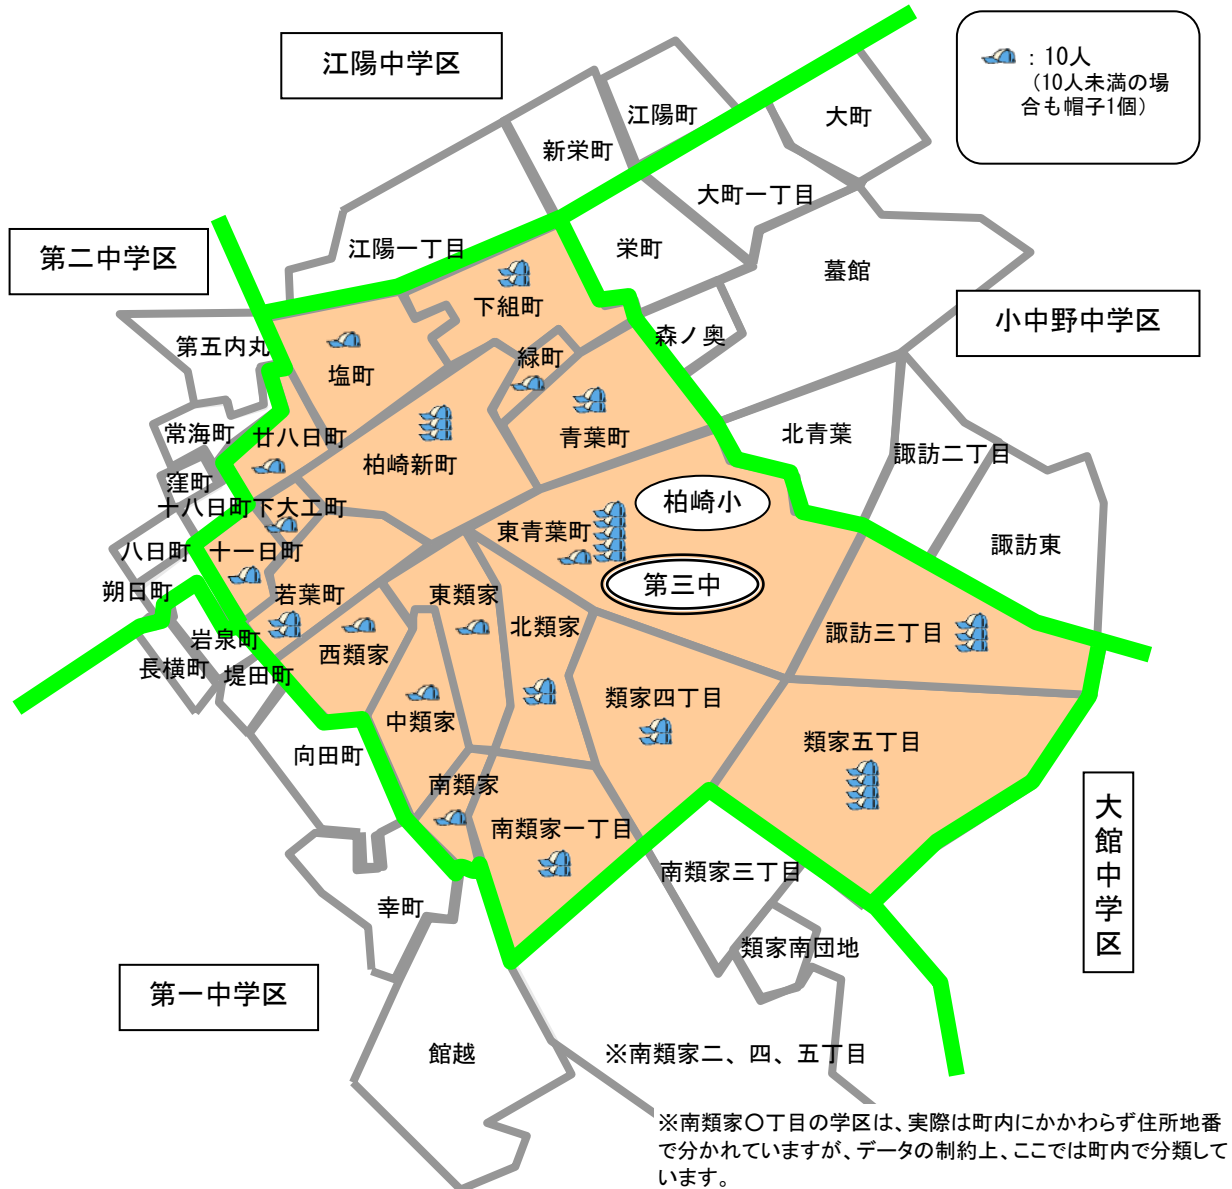 江陽中学区
：10人
（10人未満の場
合も帽子1個）
江陽町
大町
新栄町
大町一丁目
第二中学区
江陽一丁目
栄町
蟇館
下組町
小中野中学区
第五内丸
森ノ奥
緑町
塩町
常海町
廿八日町
青葉町
北青葉
諏訪二丁目
柏崎新町
窪町
柏崎小
十八日町
下大工町
東青葉町
八日町
十一日町
諏訪東
朔日町
第三中
若葉町
東類家
北類家
岩泉町
西類家
諏訪三丁目
長横町
堤田町
類家四丁目
中類家
類家五丁目
向田町
南類家
南類家一丁目
大館中学区
南類家三丁目
幸町
類家南団地
第一中学区
館越
※南類家二、四、五丁目
※南類家〇丁目の学区は、実際は町内にかかわらず住所地番
で分かれていますが、データの制約上、ここでは町内で分類して
います。